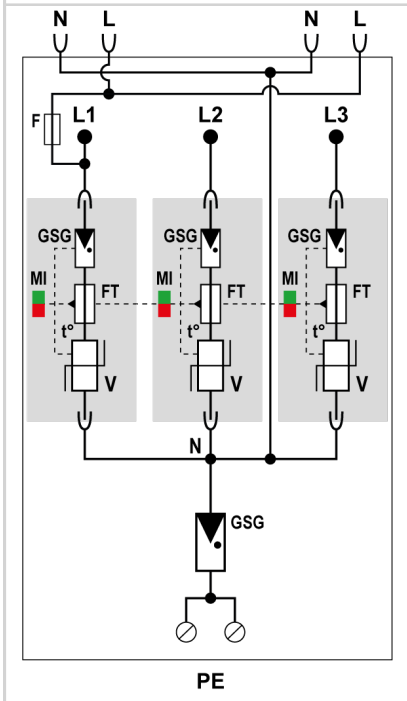 N L N L
F L1 L2 L3
GSG GSG GSG
MI FT MI FT MI FT
t° t° t°
V V V
N
GSG
PE